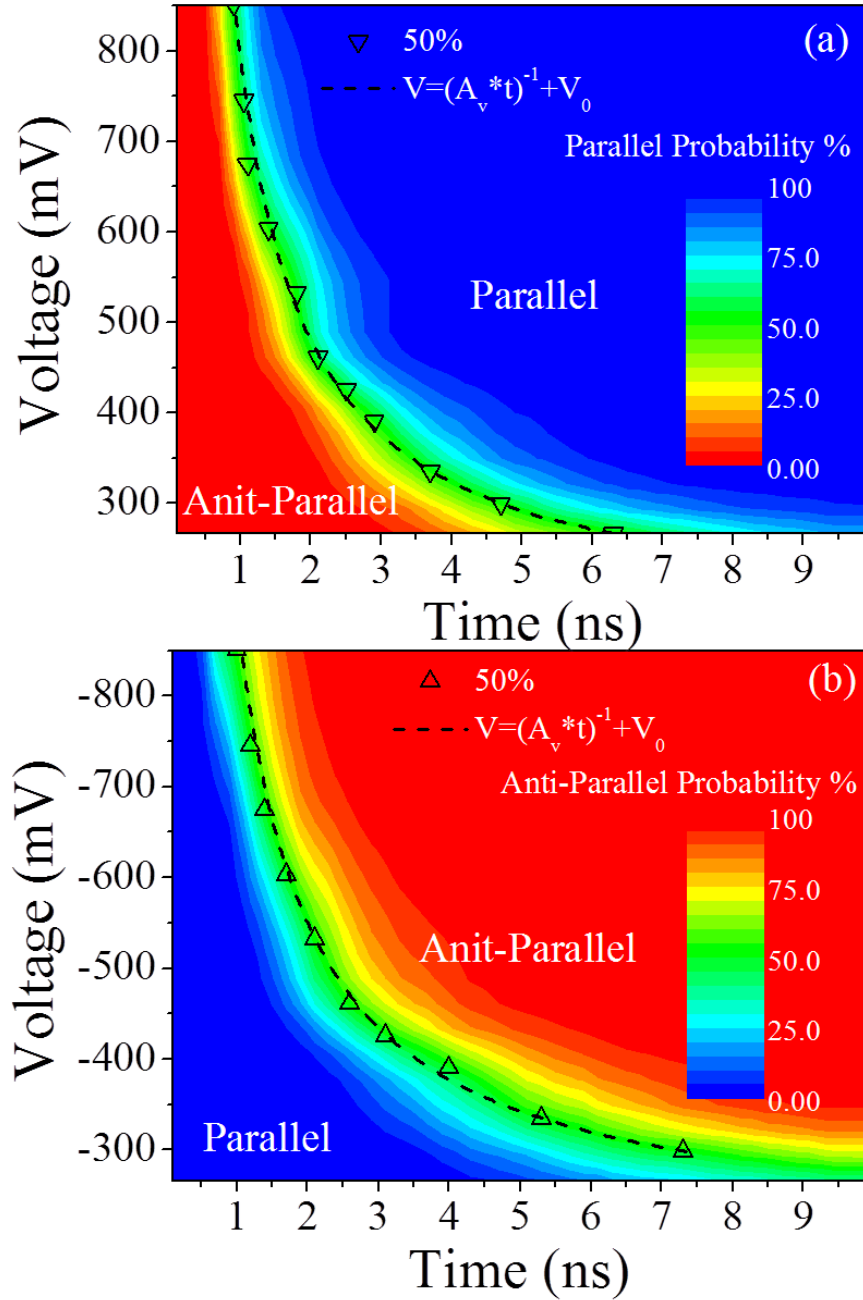 (a)
50%
V=(A_v*t)^-1+V_0
Parallel Probability %
100
75.0
50.0
25.0
0.00
Parallel
Anit-Parallel
Voltage (mV)
800
700
600
500
400
300
1 2 3 4 5 6 7 8 9
Time (ns)
(b)
50%
V=(A_v*t)^-1+V_0
Anti-Parallel Probability %
100
75.0
50.0
25.0
0.00
Anit-Parallel
Parallel
Voltage (mV)
-800
-700
-600
-500
-400
-300
1 2 3 4 5 6 7 8 9
Time (ns)